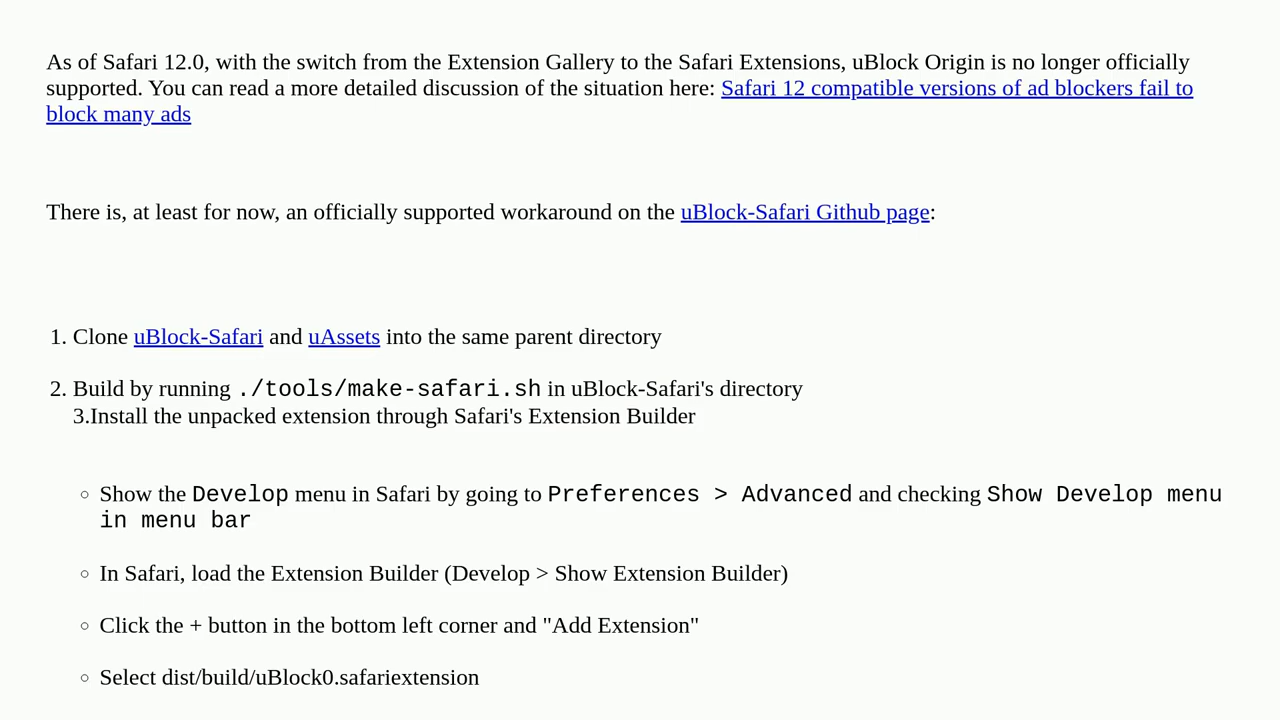 As of Safari 12.0, with the switch from the Extension Gallery to the Safari Extensions, uBlock Origin is no longer officially
supported. You can read a more detailed discussion of the situation here: Safari 12 compatible versions of ad blockers fail to
block many ads
There is, at least for now, an officially supported workaround on the uBlock-Safari Github page:
1. Clone uBlock-Safari and uAssets into the same parent directory
2. Build by running ./tools/make-safari.sh in uBlock-Safari's directory
3.Install the unpacked extension through Safari's Extension Builder
◦ Show the Develop menu in Safari by going to Preferences > Advanced and checking Show Develop menu
in menu bar
◦ In Safari, load the Extension Builder (Develop > Show Extension Builder)
◦ Click the + button in the bottom left corner and "Add Extension"
◦ Select dist/build/uBlock0.safariextension